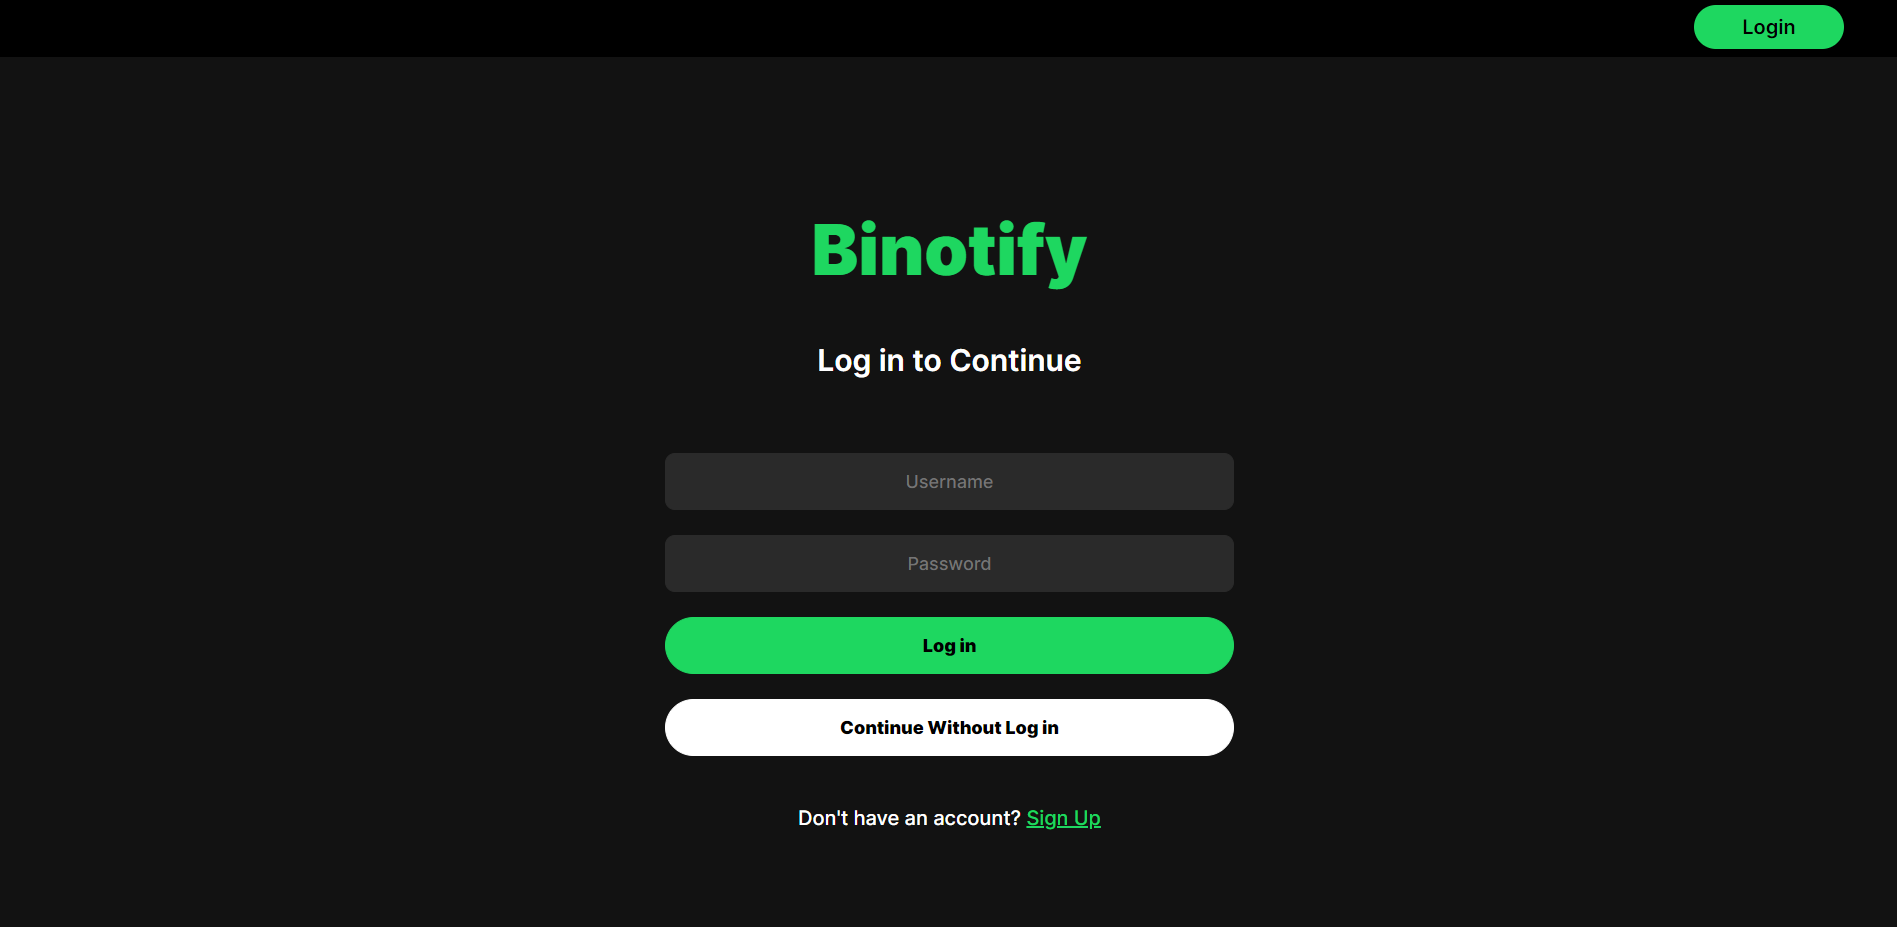 Login
Binotify
Log in to Continue
Username
Password
Log in
Continue Without Log in
Don't have an account? Sign Up